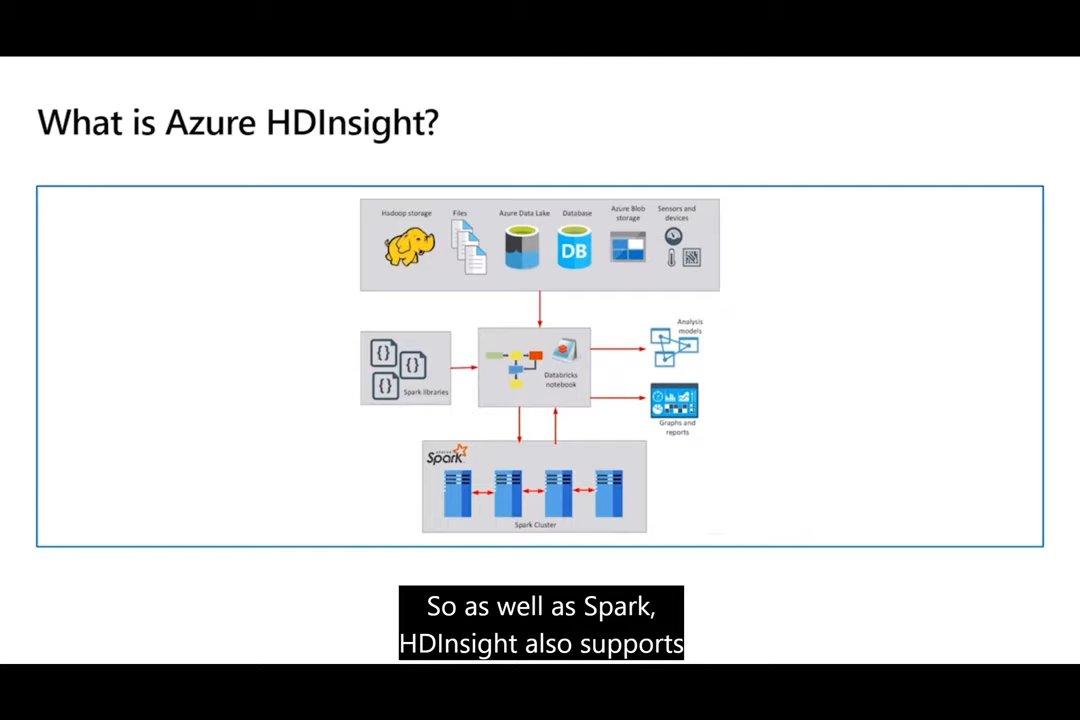 What is Azure HDInsight?
Hadoop storage
Files
Azure Data Lake
Database
Azure Blob
storage
Sensors and
devices
DB
Spark libraries
Databricks
notebook
Analysis
models
Graphs and
reports
APACHE
Spark
Spark Cluster
So as well as Spark,
HDInsight also supports